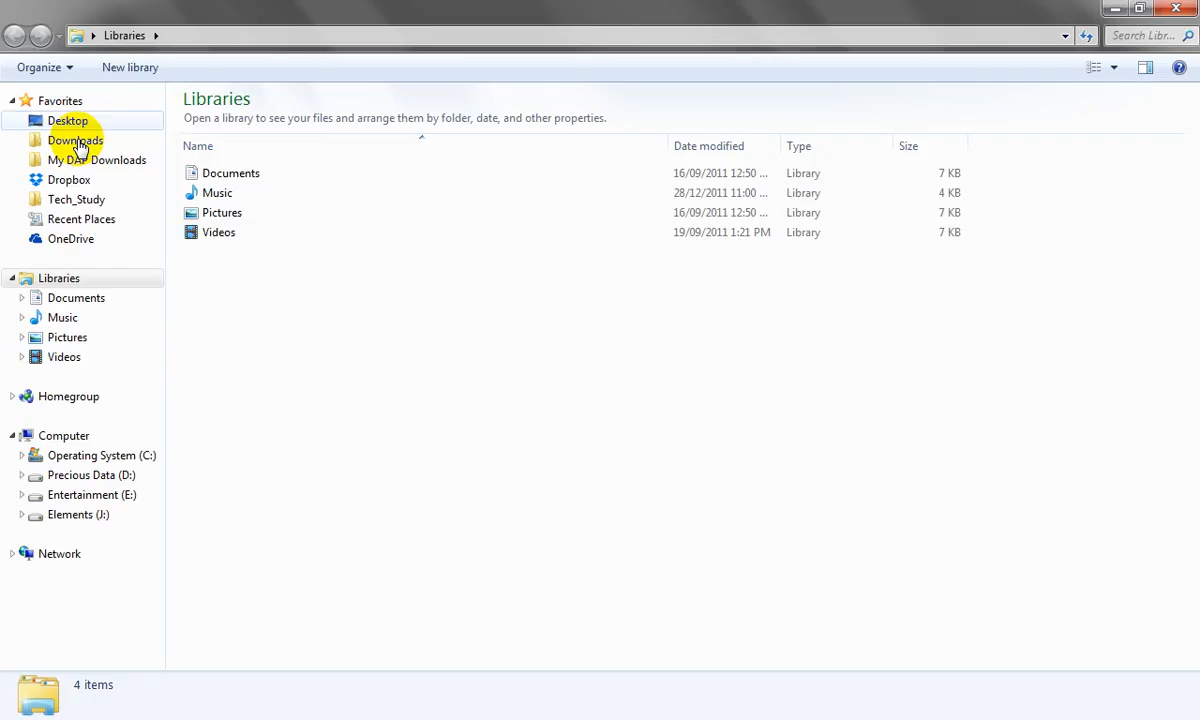 Libraries
Search Libr...
Organize
New library
Favorites
Desktop
Downloads
My DAP Downloads
Dropbox
Tech_Study
Recent Places
OneDrive
Libraries
Documents
Music
Pictures
Videos
Homegroup
Computer
Operating System (C:)
Precious Data (D:)
Entertainment (E:)
Elements (J:)
Network
Libraries
Open a library to see your files and arrange them by folder, date, and other properties.
Name Date modified Type Size
Documents 16/09/2011 12:50 ... Library 7 KB
Music 28/12/2011 11:00 ... Library 4 KB
Pictures 16/09/2011 12:50 ... Library 7 KB
Videos 19/09/2011 1:21 PM Library 7 KB
4 items